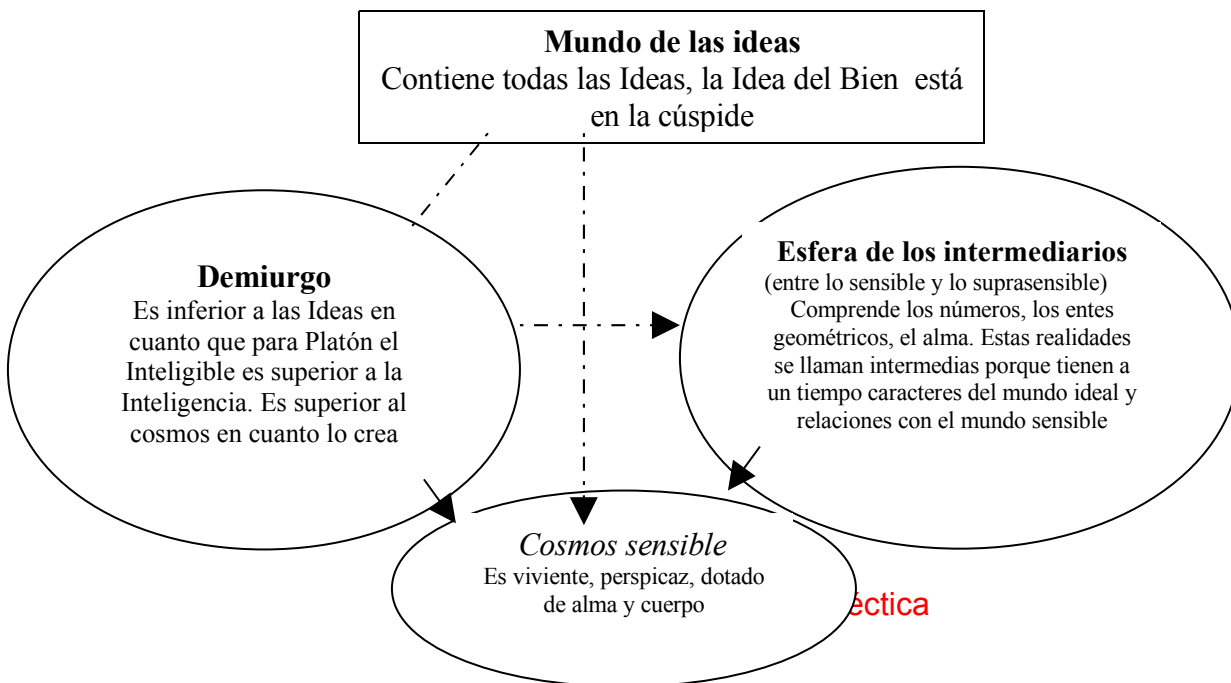 Mundo de las ideas
Contiene todas las Ideas, la Idea del Bien está
en la cúspide
Demiurgo
Es inferior a las Ideas en
cuanto que para Platón el
Inteligible es superior a la
Inteligencia. Es superior al
cosmos en cuanto lo crea
Esfera de los intermediarios
(entre lo sensible y lo suprasensible)
Comprende los números, los entes
geométricos, el alma. Estas realidades
se llaman intermedias porque tienen a
un tiempo caracteres del mundo ideal y
relaciones con el mundo sensible
Cosmos sensible
Es viviente, perspicaz, dotado
de alma y cuerpo
éctica